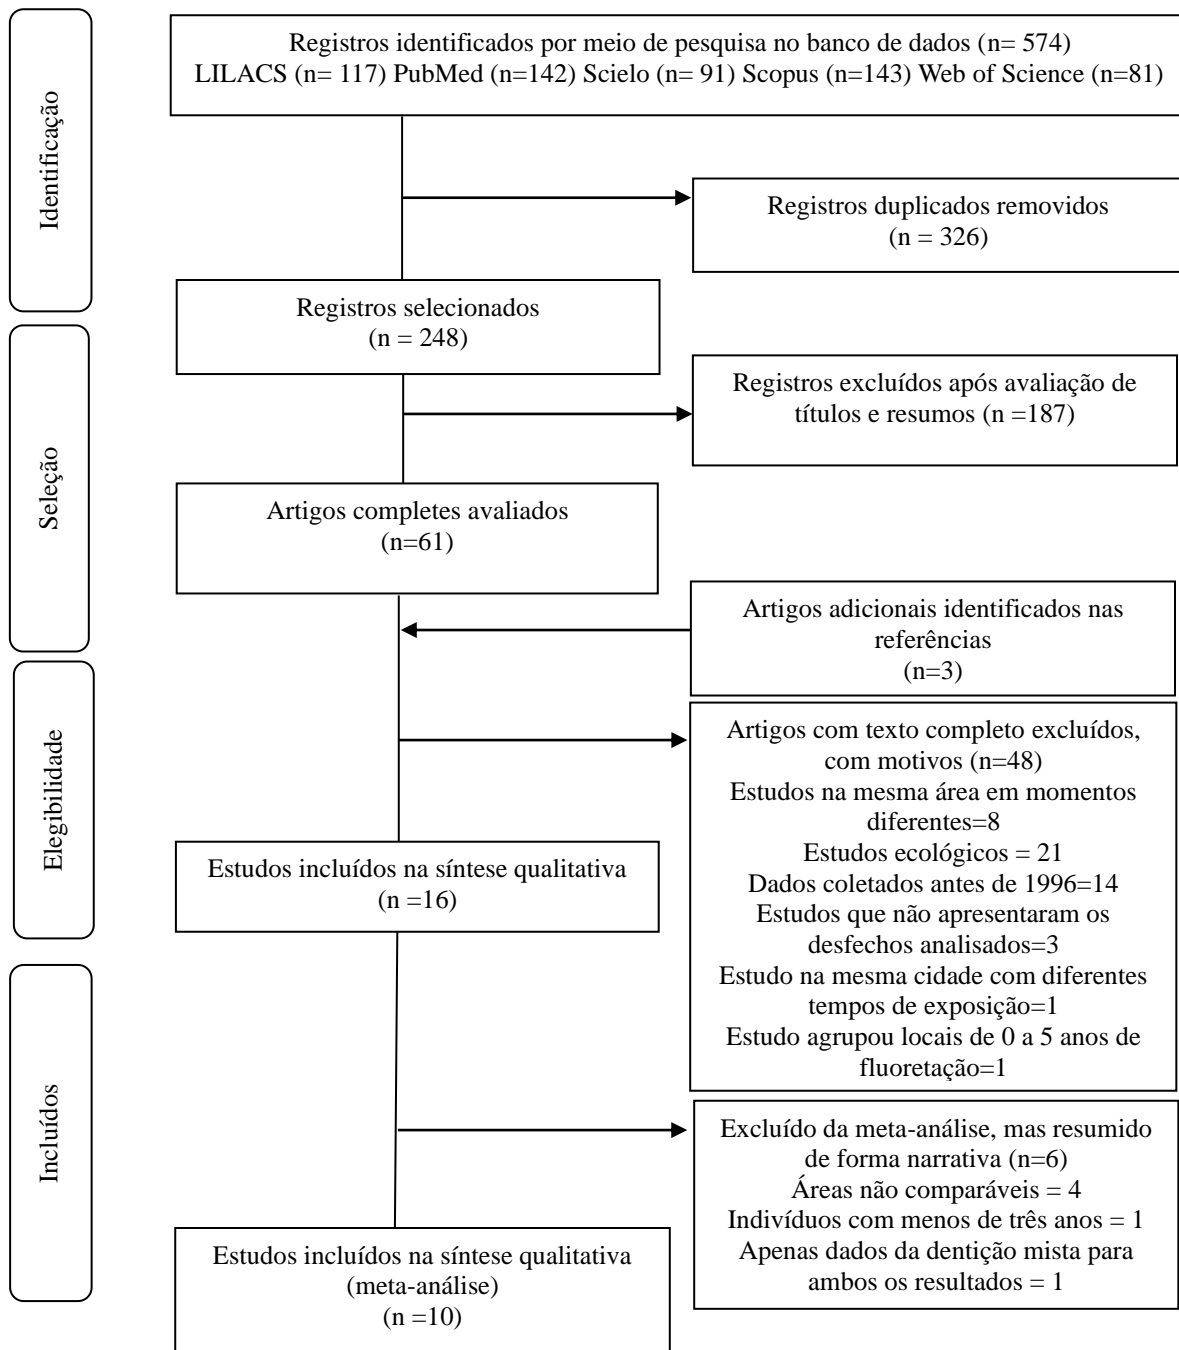 Identificação
Registros identificados por meio de pesquisa no banco de dados (n= 574)
LILACS (n= 117) PubMed (n=142) Scielo (n= 91) Scopus (n=143) Web of Science (n=81)
Registros duplicados removidos
(n = 326)
Registros selecionados
(n = 248)
Seleção
Registros excluídos após avaliação de
títulos e resumos (n =187)
Artigos completes avaliados
(n=61)
Artigos adicionais identificados nas
referências
(n=3)
Elegibilidade
Artigos com texto completo excluídos,
com motivos (n=48)
Estudos na mesma área em momentos
diferentes=8
Estudos ecológicos = 21
Dados coletados antes de 1996=14
Estudos que não apresentaram os
desfechos analisados=3
Estudo na mesma cidade com diferentes
tempos de exposição=1
Estudo agrupou locais de 0 a 5 anos de
fluoretação=1
Estudos incluídos na síntese qualitativa
(n =16)
Incluídos
Excluído da meta-análise, mas resumido
de forma narrativa (n=6)
Áreas não comparáveis = 4
Indivíduos com menos de três anos = 1
Apenas dados da dentição mista para
ambos os resultados = 1
Estudos incluídos na síntese qualitativa
(meta-análise)
(n =10)